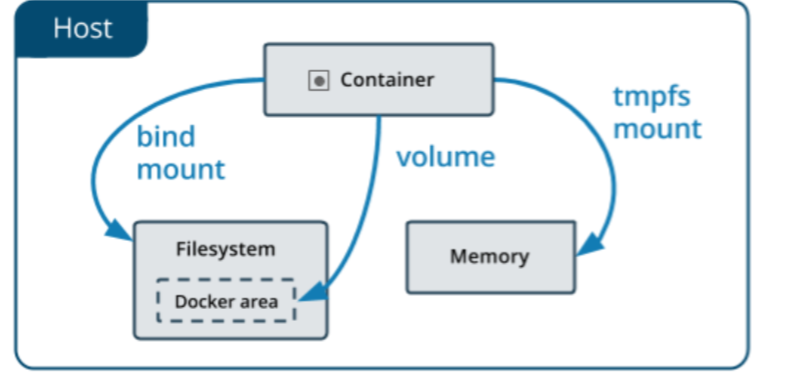 Host
Container
bind
mount
volume
tmpfs
mount
Filesystem
Docker area
Memory